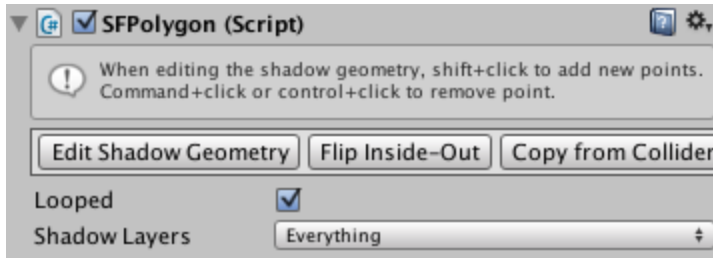 SFPolygon (Script)
When editing the shadow geometry, shift+click to add new points.
Command+click or control+click to remove point.
Edit Shadow Geometry Flip Inside-Out Copy from Collider
Looped
Shadow Layers Everything